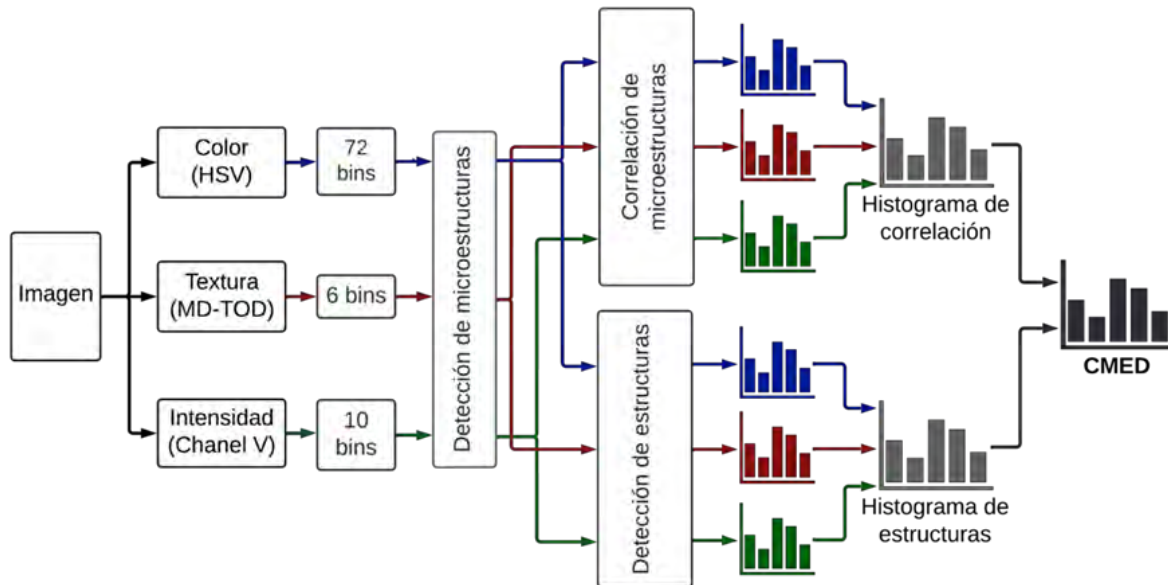 Imagen
Color
(HSV)
72
bins
Textura
(MD-TOD)
6 bins
Intensidad
(Chanel V)
10
bins
Detección de microestructuras
Correlación de
microestructuras
Detección de estructuras
Histograma de
correlación
Histograma de
estructuras
CMED